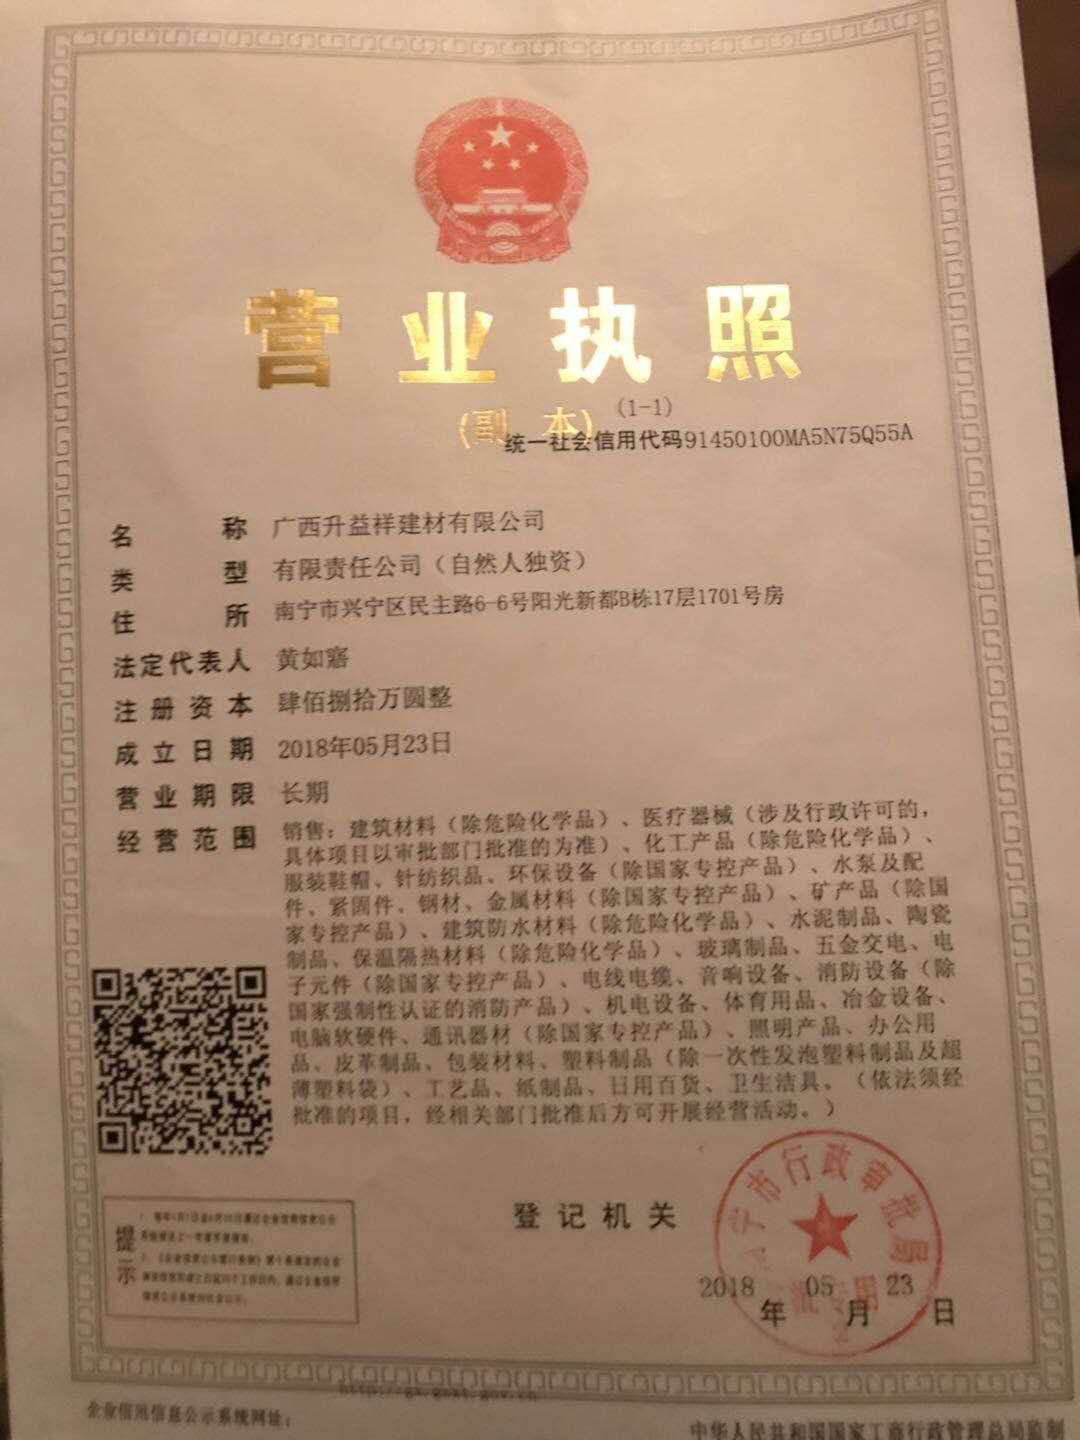 营业执照
(副 本)
(1-1)
统一社会信用代码91450100MA5N75Q55A
名称 广西升益祥建材有限公司
类型 有限责任公司（自然人独资）
住所 南宁市兴宁区民主路6-6号阳光新都B栋17层1701号房
法定代表人 黄如寤
注册资本 肆佰捌拾万圆整
成立日期 2018年05月23日
营业期限 长期
经营范围 销售：建筑材料（除危险化学品）、医疗器械（涉及行政许可的，
具体项目以审批部门批准的为准）、化工产品（除危险化学品）、
服装鞋帽、针纺织品、环保设备（除国家专控产品）、水泵及配
件、紧固件、钢材、金属材料（除国家专控产品）、矿产品（除国
家专控产品）、建筑防水材料（除危险化学品）、水泥制品、陶瓷
制品、保温隔热材料（除危险化学品）、玻璃制品、五金交电、电
子元件（除国家专控产品）、电线电缆、音响设备、消防设备（除
国家强制性认证的消防产品）、机电设备、体育用品、冶金设备、
电脑软硬件、通讯器材（除国家专控产品）、照明产品、办公用
品、皮革制品、包装材料、塑料制品（除一次性发泡塑料制品及超
薄塑料袋）、工艺品、纸制品、日用百货、卫生洁具。（依法须经
批准的项目，经相关部门批准后方可开展经营活动。）
提示
登记机关
宁市行政审批局
2018年05月23日
http://gx.gsxt.gov.cn
企业信用信息公示系统网址：
中华人民共和国国家工商行政管理总局监制